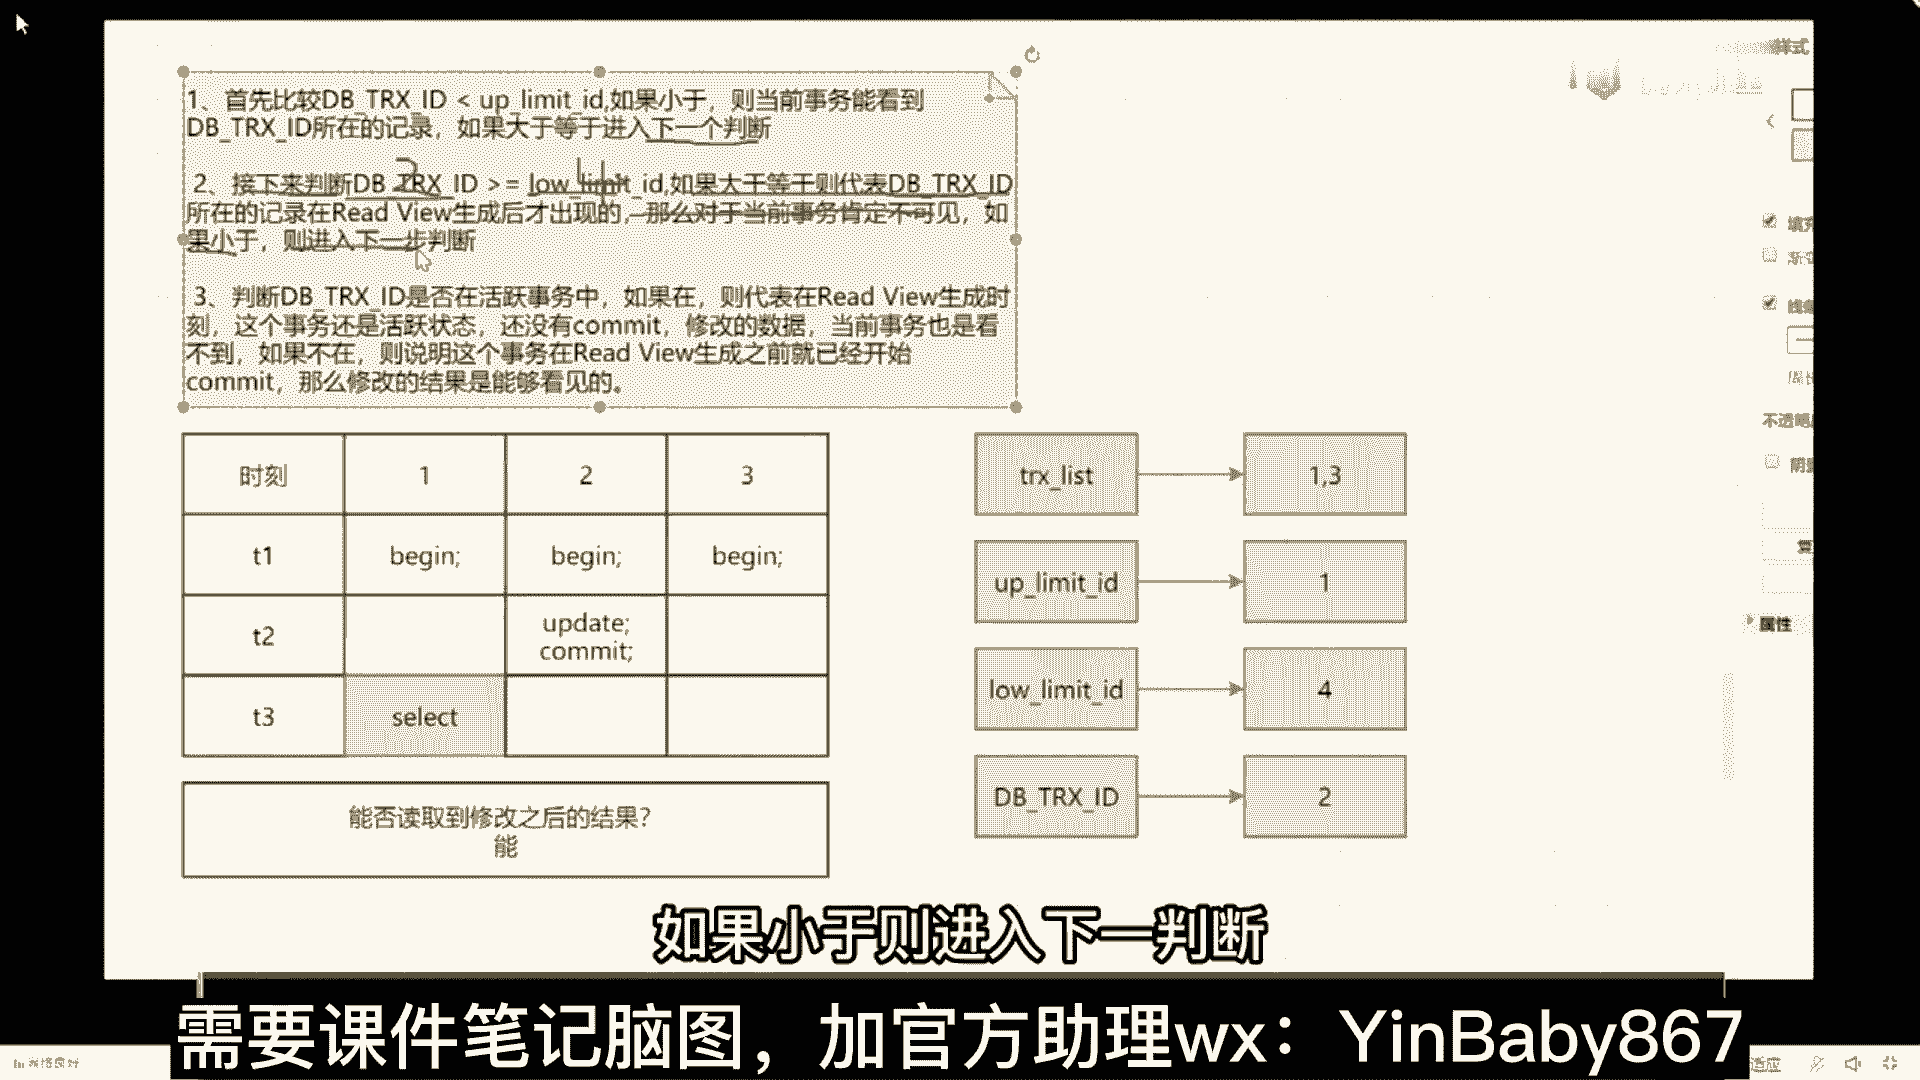 1、首先比较DB_TRX_ID < up_limit_id,如果小于，则当前事务能看到
DB_TRX_ID所在的记录，如果大于等于进入下一个判断
2、接下来判断DB_TRX_ID >= low_limit_id,如果大于等于则代表DB_TRX_ID
所在的记录在Read View生成后才出现的，那么对于当前事务肯定不可见，如
果小于，则进入下一步判断
3、判断DB_TRX_ID是否在活跃事务中，如果在，则代表在Read View生成时
刻，这个事务还是活跃状态，还没有commit，修改的数据，当前事务也是看
不到，如果不在，则说明这个事务在Read View生成之前就已经开始
commit，那么修改的结果是能够看见的。
2
4
时刻 1 2 3
t1 begin; begin; begin;
t2 update;
commit;
t3 select
能否读取到修改之后的结果？
能
trx_list 1,3
up_limit_id 1
low_limit_id 4
DB_TRX_ID 2
样式
属性
如果小于则进入下一判断
需要课件笔记脑图，加官方助理wx：YinBaby867
适应